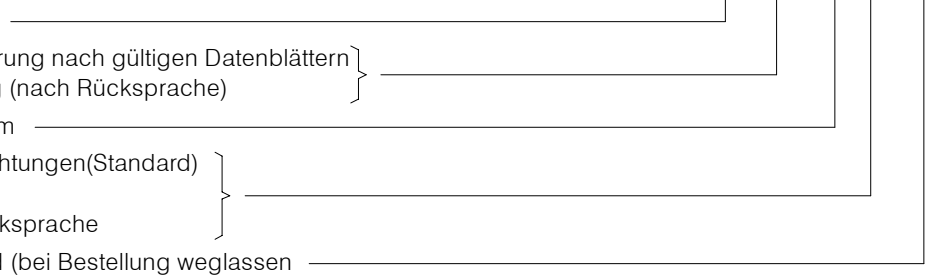 rung nach gültigen Datenblättern
(nach Rücksprache)
m
htungen(Standard)
ksprache
(bei Bestellung weglassen